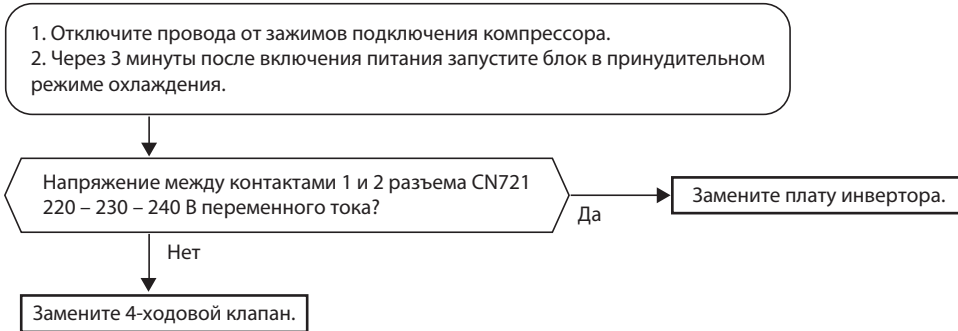 1. Отключите провода от зажимов подключения компрессора.
2. Через 3 минуты после включения питания запустите блок в принудительном
режиме охлаждения.
Напряжение между контактами 1 и 2 разъема CN721
220 – 230 – 240 В переменного тока?
Да
Замените плату инвертора.
Нет
Замените 4-ходовой клапан.